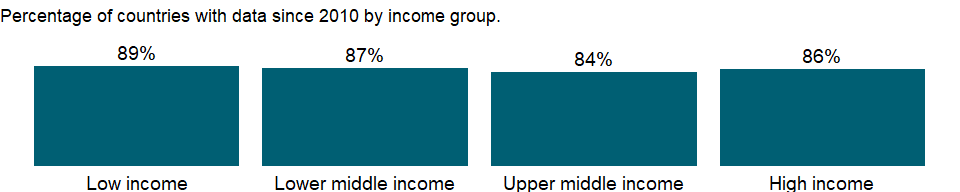 Percentage of countries with data since 2010 by income group.
89% 87% 84% 86%
Low income Lower middle income Upper middle income High income